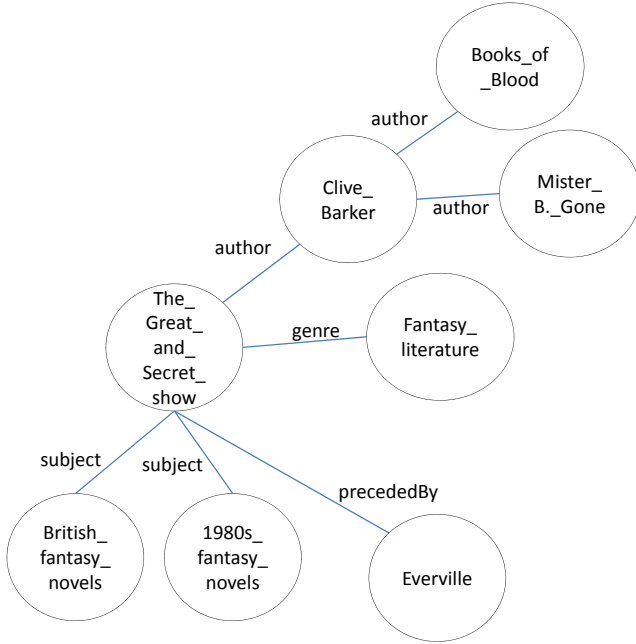 Books_of
_Blood
author
Clive_
Barker
Mister_
B._Gone
author
author
The_
Great_
and_
Secret_
show
genre
Fantasy_
literature
subject
subject
precededBy
British_
fantasy_
novels
1980s_
fantasy_
novels
Everville